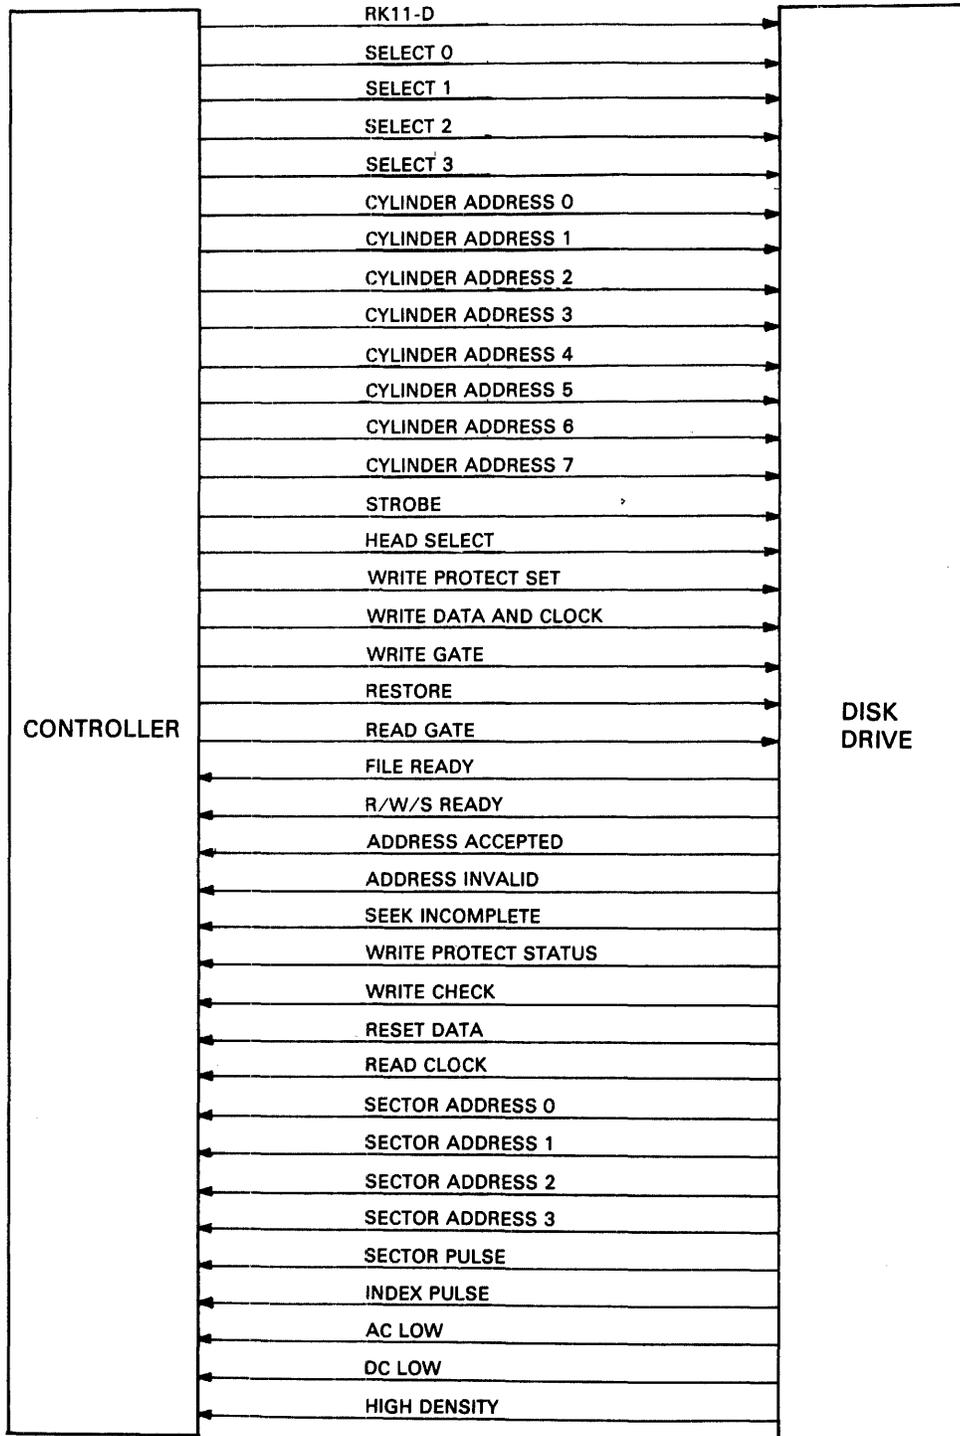 RK11-D
SELECT 0
SELECT 1
SELECT 2
SELECT 3
CYLINDER ADDRESS 0
CYLINDER ADDRESS 1
CYLINDER ADDRESS 2
CYLINDER ADDRESS 3
CYLINDER ADDRESS 4
CYLINDER ADDRESS 5
CYLINDER ADDRESS 6
CYLINDER ADDRESS 7
STROBE
HEAD SELECT
WRITE PROTECT SET
WRITE DATA AND CLOCK
WRITE GATE
RESTORE
CONTROLLER
READ GATE
DISK
DRIVE
FILE READY
R/W/S READY
ADDRESS ACCEPTED
ADDRESS INVALID
SEEK INCOMPLETE
WRITE PROTECT STATUS
WRITE CHECK
RESET DATA
READ CLOCK
SECTOR ADDRESS 0
SECTOR ADDRESS 1
SECTOR ADDRESS 2
SECTOR ADDRESS 3
SECTOR PULSE
INDEX PULSE
AC LOW
DC LOW
HIGH DENSITY